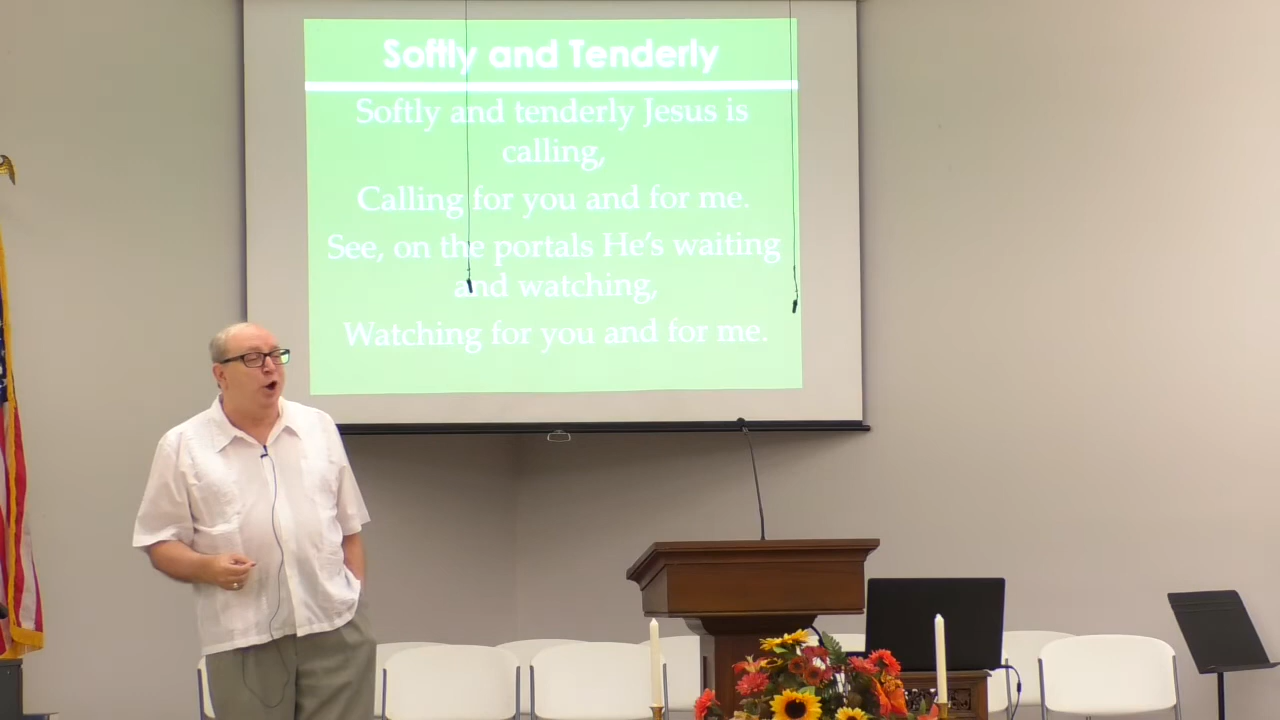 Softly and Tenderly
Softly and tenderly Jesus is
calling,
Calling for you and for me.
See, on the portals He's waiting
and watching,
Watching for you and for me.